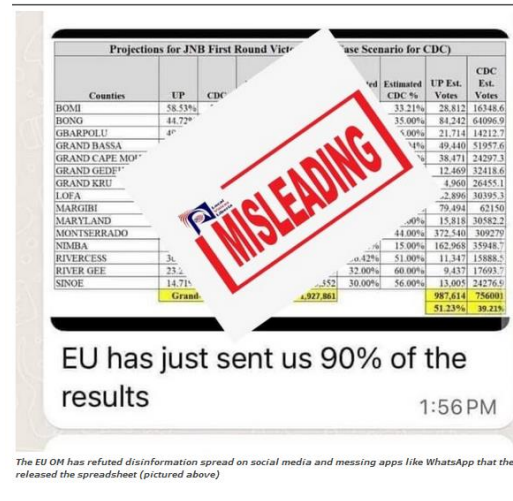 Projections for JNB First Round ase Scenario for CDC)
Counties UP Estimated CDC % UP Est. Votes CDC Est. Votes
BOMI 58.53% 33.21% 28,812 16348.6
BONG 35.00% 84,242 64096.9
GBARPOLU 21,714 14212.7
GRAND BASSA 49,440 51957.6
GRAND CAPE 38,471 24297.3
GRAND 12,469 32418.6
GRAND KRU 4,960 26455.1
LOFA 30395.3
MARGIBI 79,494 62150
MARYLAND 15,818 30582.2
MONTSERRADO 44.00% 372,540 309279
NIMBA 15.00% 162,968 35948.7
RIVERCESS 51.00% 11,347 15888.5
RIVER GEE 32.00% 60.00% 9,437 17693.7
SINOE 30.00% 56.00% 13,005 24276.9
Grand 1,927,861 987,614 756001
51.23% 39.21%
MISLEADING
EU has just sent us 90% of the
results
1:56 PM
The EU OM has refuted disinformation spread on social media and messing apps like WhatsApp that the
released the spreadsheet (pictured above)